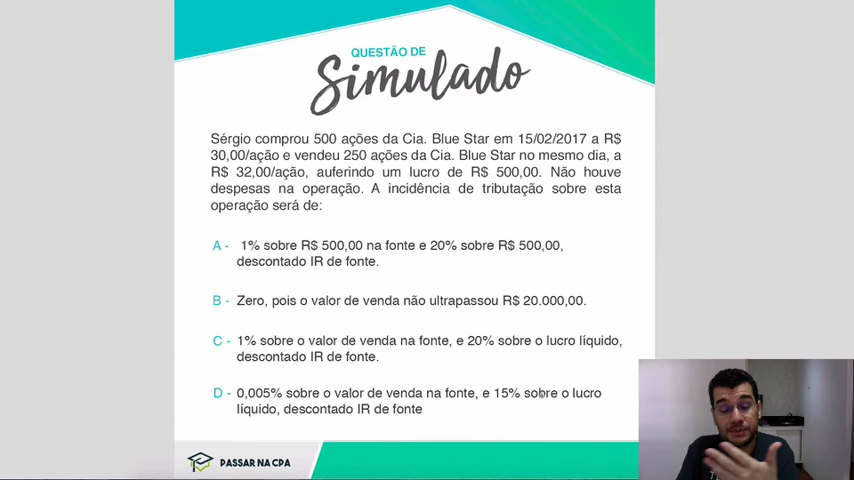 QUESTÃO DE
Simulado
Sérgio comprou 500 ações da Cia. Blue Star em 15/02/2017 a R$
30,00/ação e vendeu 250 ações da Cia. Blue Star no mesmo dia, a
R$ 32,00/ação, auferindo um lucro de R$ 500,00. Não houve
despesas na operação. A incidência de tributação sobre esta
operação será de:
A - 1% sobre R$ 500,00 na fonte e 20% sobre R$ 500,00,
descontado IR de fonte.
B - Zero, pois o valor de venda não ultrapassou R$ 20.000,00.
C - 1% sobre o valor de venda na fonte, e 20% sobre o lucro líquido,
descontado IR de fonte.
D - 0,005% sobre o valor de venda na fonte, e 15% sobre o lucro
líquido, descontado IR de fonte
PASSAR NA CPA